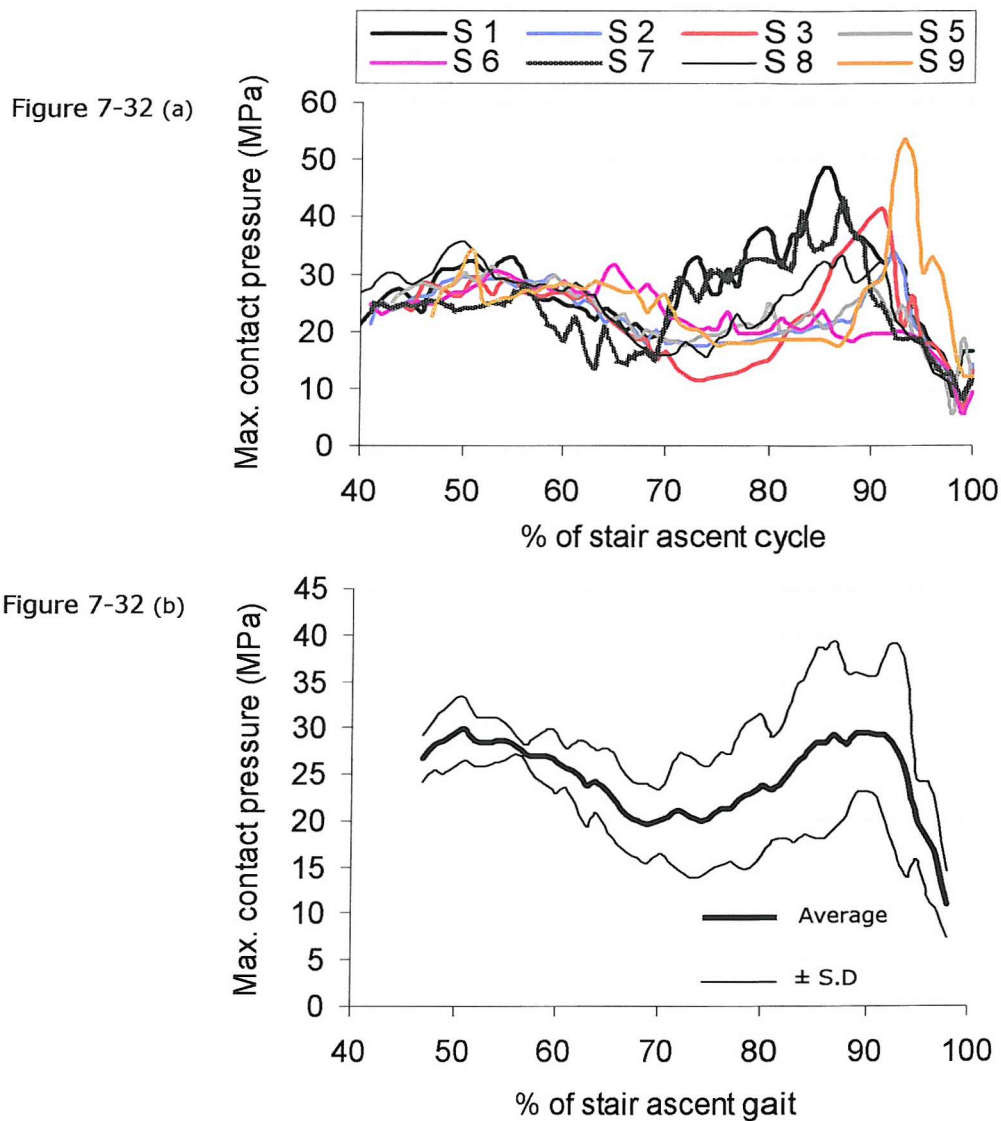 S 1 S 2 S 3 S 5
S 6 S 7 S 8 S 9
Figure 7-32 (a)
Max. contact pressure (MPa)
60
50
40
30
20
10
0
40 50 60 70 80 90 100
% of stair ascent cycle
Figure 7-32 (b)
Max. contact pressure (MPa)
45
40
35
30
25
20
15
10
5
0
Average
± S.D
40 50 60 70 80 90 100
% of stair ascent gait